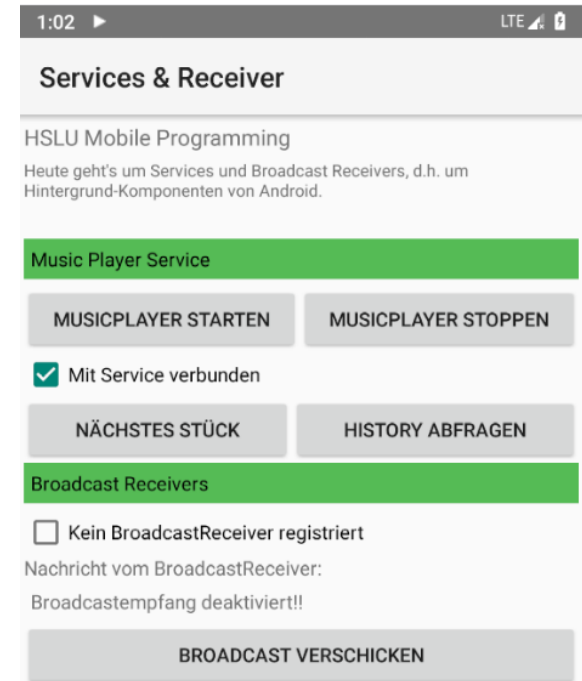 1:02 LTE
Services & Receiver
HSLU Mobile Programming
Heute geht's um Services und Broadcast Receivers, d.h. um
Hintergrund-Komponenten von Android.
Music Player Service
MUSICPLAYER STARTEN MUSICPLAYER STOPPEN
Mit Service verbunden
NÄCHSTES STÜCK HISTORY ABFRAGEN
Broadcast Receivers
Kein BroadcastReceiver registriert
Nachricht vom BroadcastReceiver:
Broadcastempfang deaktiviert!!
BROADCAST VERSCHICKEN